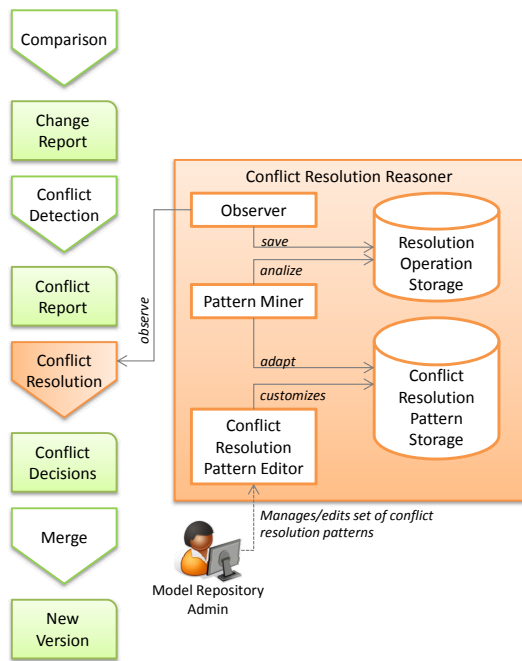 Comparison
Change
Report
Conflict
Detection
Conflict
Report
Conflict
Resolution
Conflict
Decisions
Merge
New
Version
observe
Conflict Resolution Reasoner
Observer
save
Resolution
Operation
Storage
analize
Pattern Miner
adapt
Conflict
Resolution
Pattern
Storage
customizes
Conflict
Resolution
Pattern Editor
Manages/edits set of conflict
resolution patterns
Model Repository
Admin